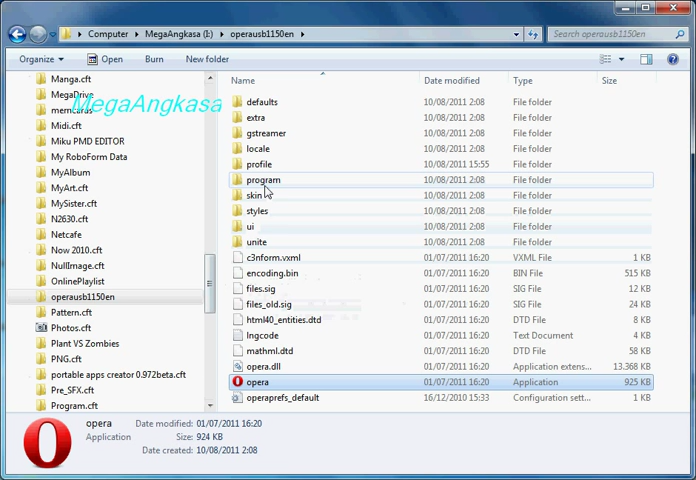 Computer ▸ MegaAngkasa (I:) ▸ operausb1150en ▸
Search operausb1150en
Organize Open Burn New folder
Manga.cft
MegaDrive
memcards
Midi.cft
Miku PMD EDITOR
My RoboForm Data
MyAlbum
MyArt.cft
MySister.cft
N2630.cft
Netcafe
Now 2010.cft
NullImage.cft
OnlinePlaylist
operausb1150en
Pattern.cft
Photos.cft
Plant VS Zombies
PNG.cft
portable apps creator 0.972beta.cft
Pre_SFX.cft
Program.cft
MegaAngkasa
Name Date modified Type Size
defaults 10/08/2011 2:08 File folder
extra 10/08/2011 2:08 File folder
gstreamer 10/08/2011 2:08 File folder
locale 10/08/2011 2:08 File folder
profile 10/08/2011 15:55 File folder
program 10/08/2011 2:08 File folder
skin 10/08/2011 2:08 File folder
styles 10/08/2011 2:08 File folder
ui 10/08/2011 2:08 File folder
unite 10/08/2011 2:08 File folder
c3nform.vxml 01/07/2011 16:20 VXML File 1 KB
encoding.bin 01/07/2011 16:20 BIN File 515 KB
files.sig 01/07/2011 16:20 SIG File 12 KB
files_old.sig 01/07/2011 16:20 SIG File 24 KB
html40_entities.dtd 01/07/2011 16:20 DTD File 8 KB
lngcode 01/07/2011 16:20 Text Document 4 KB
mathml.dtd 01/07/2011 16:20 DTD File 58 KB
opera.dll 01/07/2011 16:20 Application extens... 13.368 KB
opera 01/07/2011 16:20 Application 925 KB
operaprefs_default 16/12/2010 15:33 Configuration sett... 1 KB
opera Date modified: 01/07/2011 16:20
Application Size: 924 KB
Date created: 10/08/2011 2:08